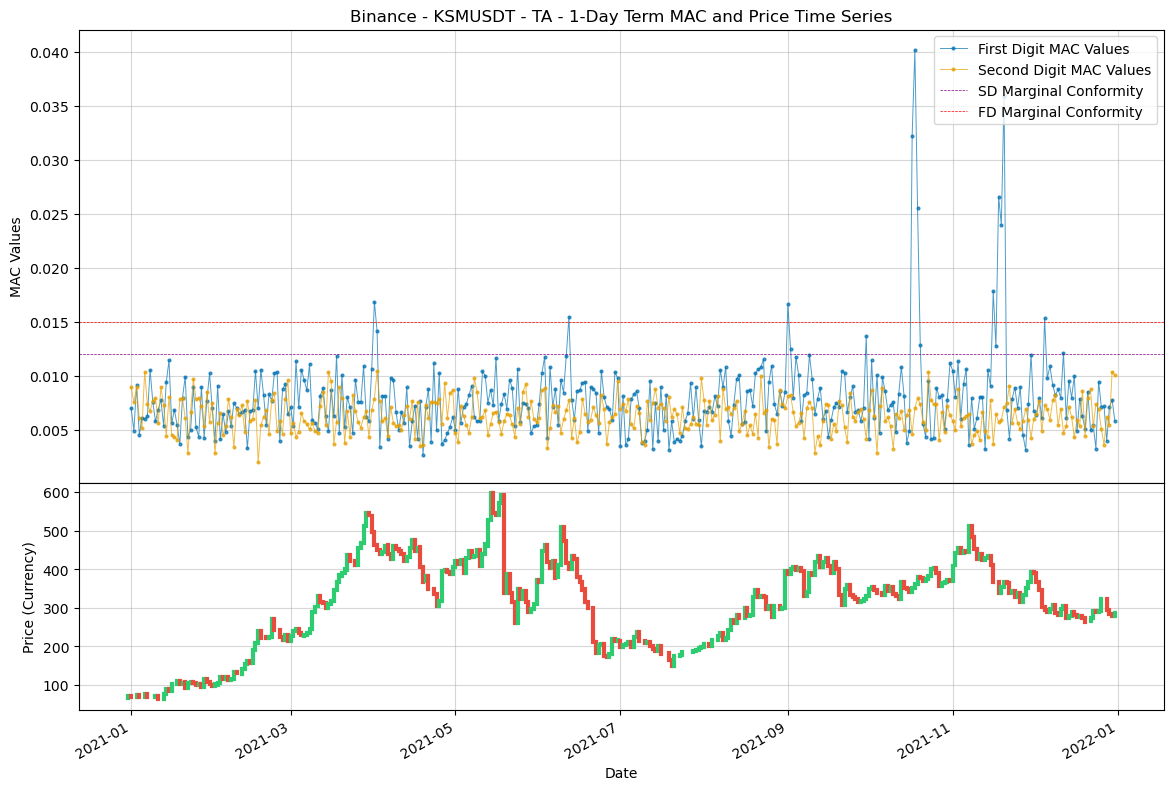 Binance - KSMUSDT - TA - 1-Day Term MAC and Price Time Series
MAC Values
0.040
0.035
0.030
0.025
0.020
0.015
0.010
0.005
First Digit MAC Values
Second Digit MAC Values
SD Marginal Conformity
FD Marginal Conformity
Price (Currency)
600
500
400
300
200
100
2021-01
2021-03
2021-05
2021-07
2021-09
2021-11
2022-01
Date